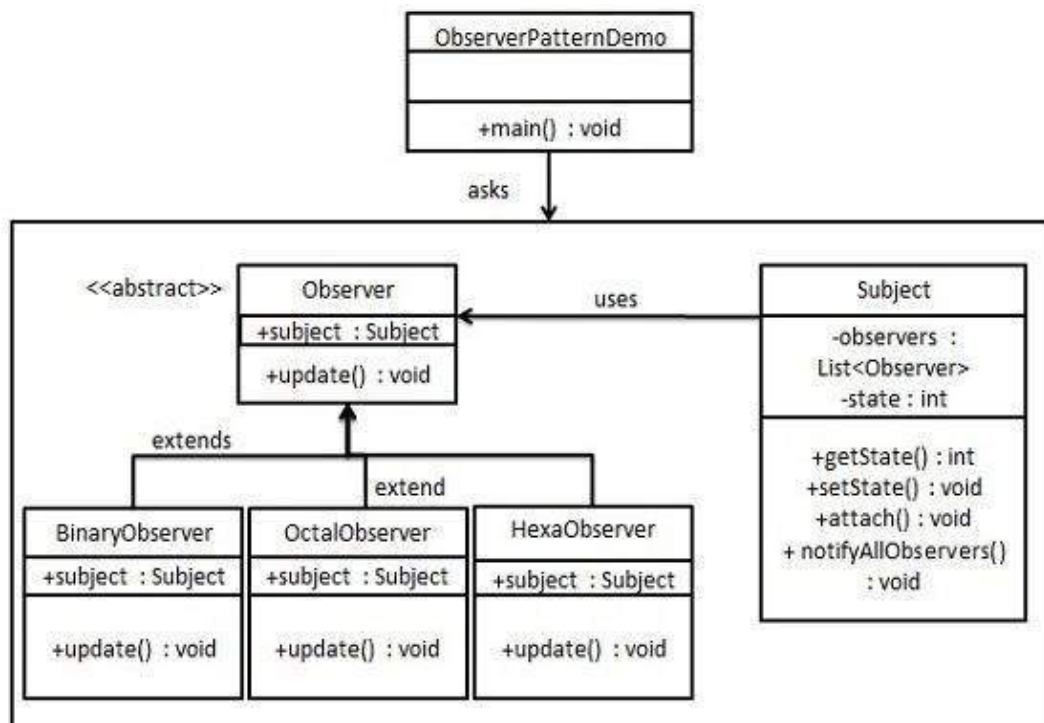 ObserverPatternDemo
+main() : void
asks
<<abstract>>
Observer
+subject : Subject
+update() : void
uses
Subject
-observers :
List<Observer>
-state : int
+getState() : int
+setState() : void
+attach() : void
+ notifyAllObservers()
: void
extends
extend
BinaryObserver
+subject : Subject
+update() : void
OctalObserver
+subject : Subject
+update() : void
HexaObserver
+subject : Subject
+update() : void